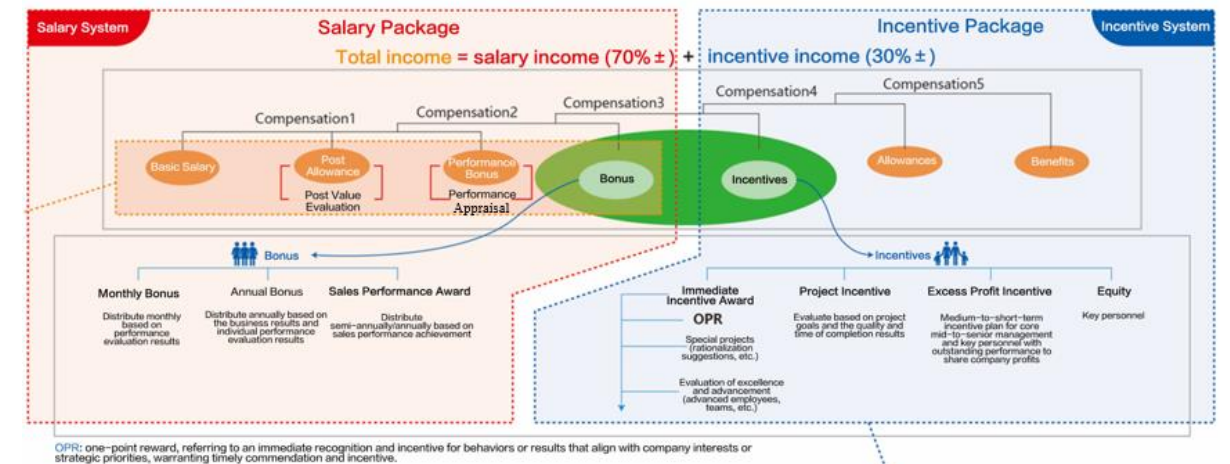 Salary System
Salary Package
Incentive Package
Incentive System
Total income = salary income (70% ±) + incentive income (30% ±)
Compensation1
Compensation2
Compensation3
Compensation4
Compensation5
Basic Salary
Post
Allowance
Post Value
Evaluation
Performance
Bonus
Performance
Appraisal
Bonus
Incentives
Allowances
Benefits
Bonus
Monthly Bonus
Distribute monthly
based on
performance
evaluation results
Annual Bonus
Distribute annually based on
the business results and
individual performance
evaluation results
Sales Performance Award
Distribute
semi-annually/annually based on
sales performance achievement
Incentives
Immediate
Incentive Award
OPR
Special projects
(rationalization
suggestions, etc.)
Evaluation of excellence
and advancement
(advanced employees,
teams, etc.)
Project Incentive
Evaluate based on project
goals and the quality and
time of completion results
Excess Profit Incentive
Medium-to-short-term
incentive plan for core
mid-to-senior management
and key personnel with
outstanding performance to
share company profits
Equity
Key personnel
OPR: one-point reward, referring to an immediate recognition and incentive for behaviors or results that align with company interests or
strategic priorities, warranting timely commendation and incentive.